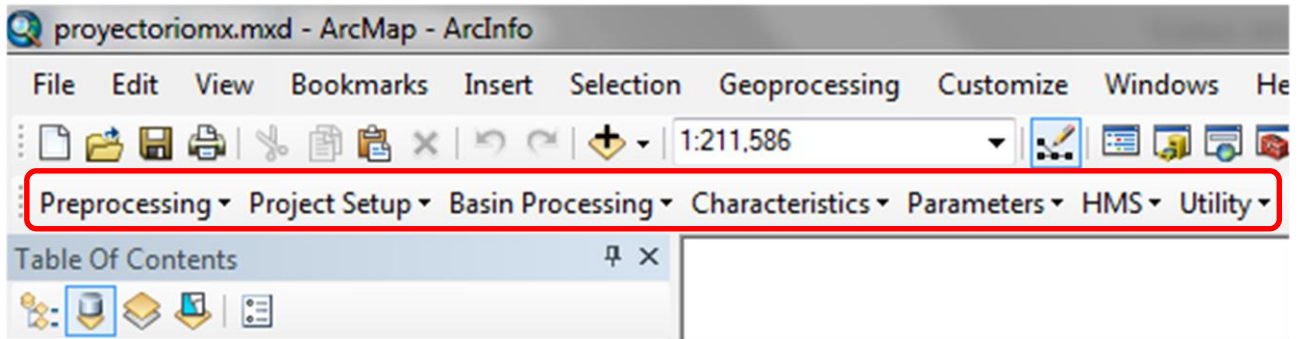 proyectoriomx.mxd - ArcMap - ArcInfo
File Edit View Bookmarks Insert Selection Geoprocessing Customize Windows He
1:211,586
Preprocessing Project Setup Basin Processing Characteristics Parameters HMS Utility
Table Of Contents